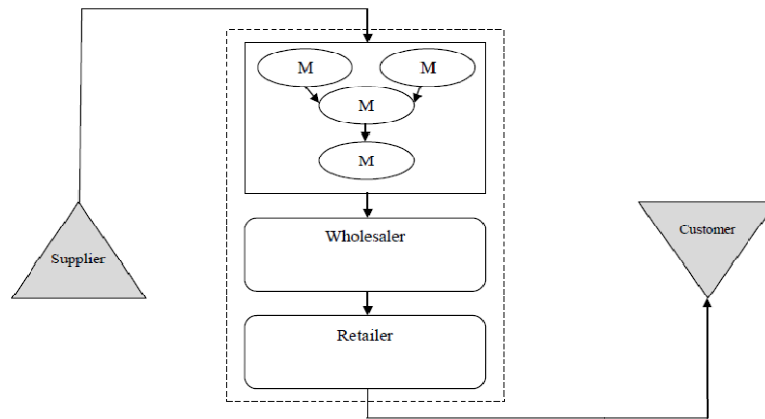 M
M
M
M
Wholesaler
Retailer
Supplier
Customer